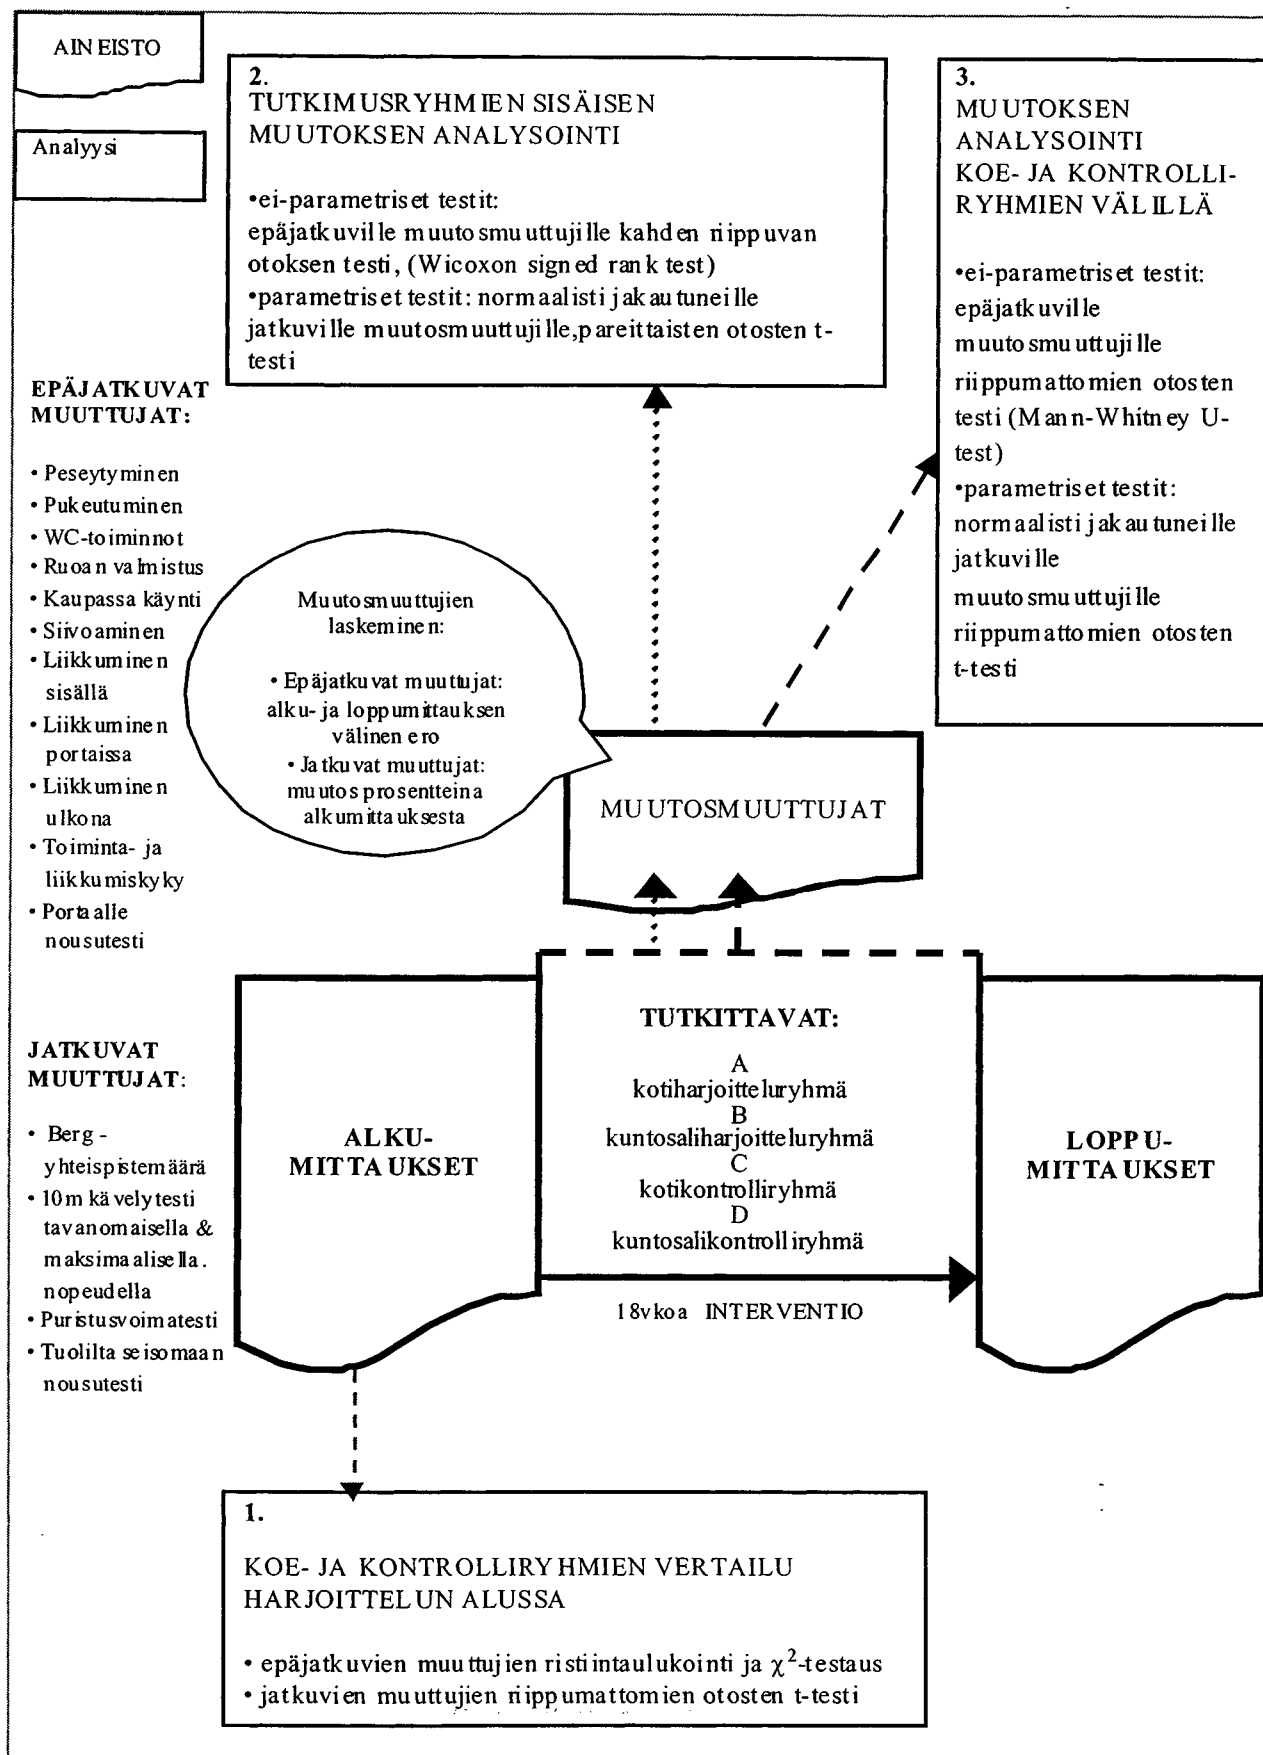 AINEISTO
Analyysi
2.
TUTKIMUSRYHMIEN SISÄISEN
MUUTOKSEN ANALYSOINTI
•ei-parametriset testit:
epäjatkuville muutosmuuttujille kahden riippuvan
otoksen testi, (Wicoxon signed rank test)
•parametriset testit: normaalisti jakautuneille
jatkuville muutosmuuttujille,pareittaisten otosten t-
testi
3.
MUUTOKSEN
ANALYSOINTI
KOE- JA KONTROLLI-
RYHMIEN VÄLILLÄ
•ei-parametriset testit:
epäjatkuville
muutosmuuttujille
riippumattomien otosten
testi (Mann-Whitney U-
test)
•parametriset testit:
normaalisti jakautuneille
jatkuville
muutosmuuttujille
riippumattomien otosten
t-testi
EPÄJATKUVAT
MUUTTUJAT:
• Peseytyminen
• Pukeutuminen
• WC-toiminnot
• Ruoan valmistus
• Kaupassa käynti
• Siivoaminen
• Liikkuminen
sisällä
• Liikkuminen
portaissa
• Liikkuminen
ulkona
• Toiminta- ja
liikkumiskyky
• Portaalle
nousutesti
Muutosmuuttujien
laskeminen:
• Epäjatkuvat muuttujat:
alku- ja loppumittauksen
välinen ero
• Jatkuvat muuttujat:
muutos prosentteina
alkumittauksesta
MUUTOSMUUTTUJAT
JATKUVAT
MUUTTUJAT:
• Berg -
yhteispistemäärä
• 10m kävelytesti
tavanomaisella &
maksimaalisella.
nopeudella
• Puristusvoimatesti
• Tuolilta seisomaan
nousutesti
ALKU-
MITTAUKSET
TUTKITTAVAT:
A
kotiharjoitteluryhmä
B
kuntosaliharjoitteluryhmä
C
kotikontrolliryhmä
D
kuntosalikontrolliryhmä
18vkoa INTERVENTIO
LOPPU-
MITTAUKSET
1.
KOE- JA KONTROLLIRYHMIEN VERTAILU
HARJOITTELUN ALUSSA
• epäjatkuvien muuttujien ristiintaulukointi ja χ²-testaus
• jatkuvien muuttujien riippumattomien otosten t-testi